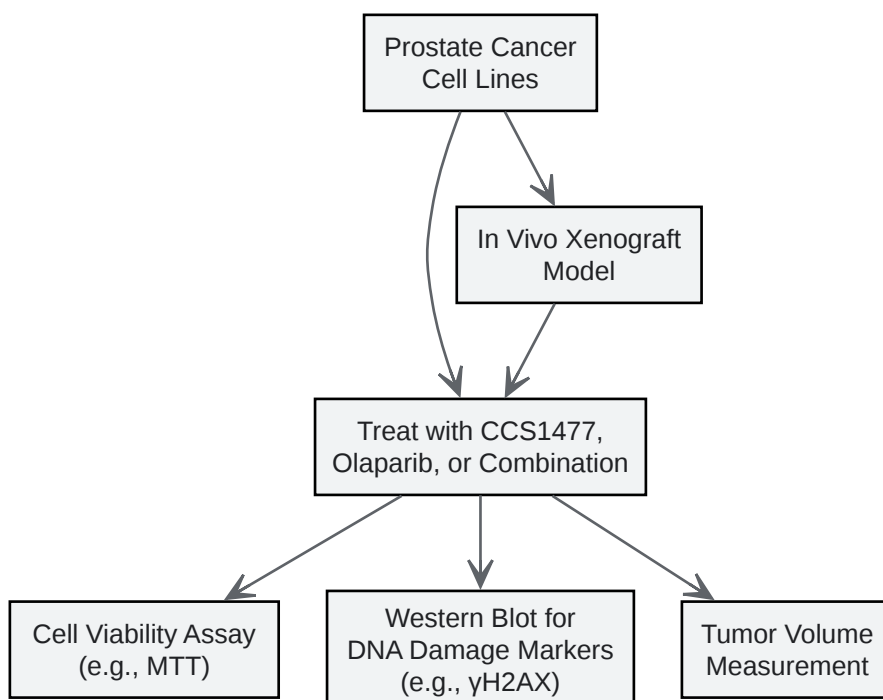 Prostate Cancer
Cell Lines
In Vivo Xenograft
Model
Treat with CCS1477,
Olaparib, or Combination
Cell Viability Assay
(e.g., MTT)
Western Blot for
DNA Damage Markers
(e.g., γH2AX)
Tumor Volume
Measurement